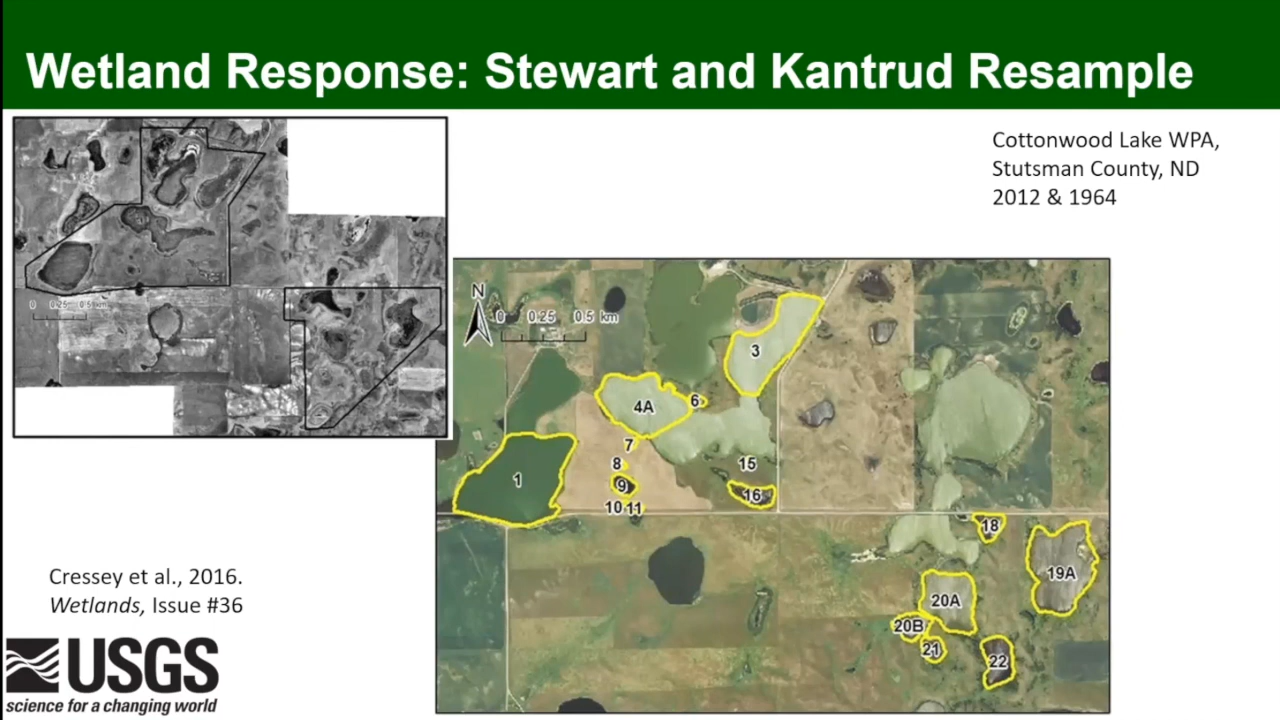 Wetland Response: Stewart and Kantrud Resample
Cottonwood Lake WPA,
Stutsman County, ND
2012 & 1964
0 0.25 0.5 km
N
0 0.25 0.5 km
3
4A
6
7
1
8
15
9
16
10 11
18
19A
20A
20B
21
22
Cressey et al., 2016.
Wetlands, Issue #36
USGS
science for a changing world